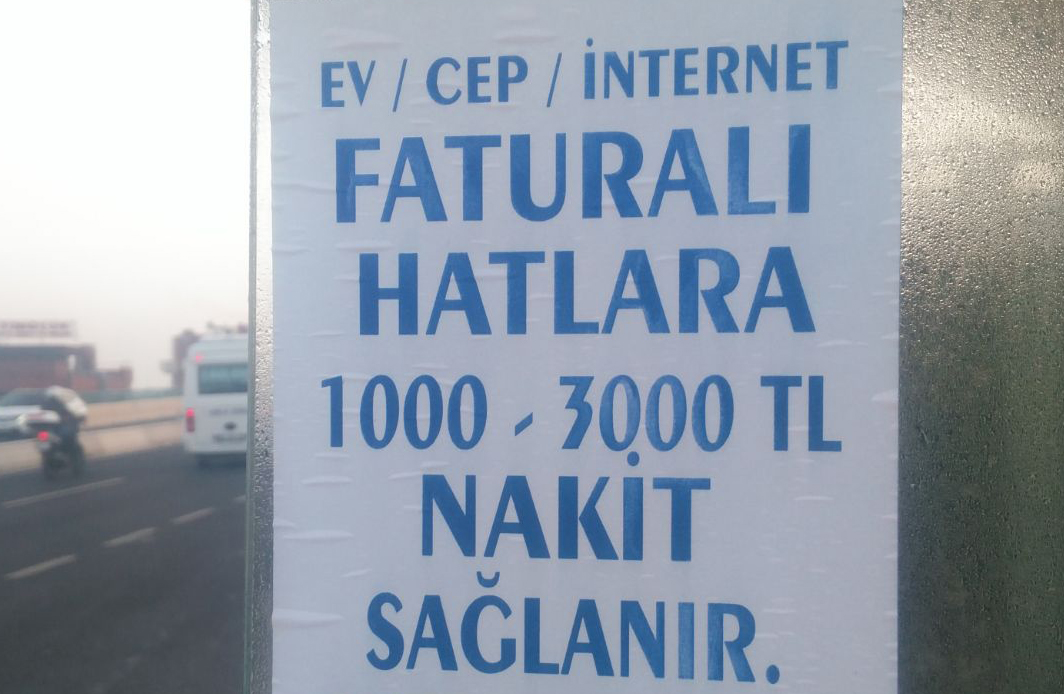 EV / CEP / İNTERNET
FATURALI
HATLARA
1000 - 3000 TL
NAKİT
SAĞLANIR.